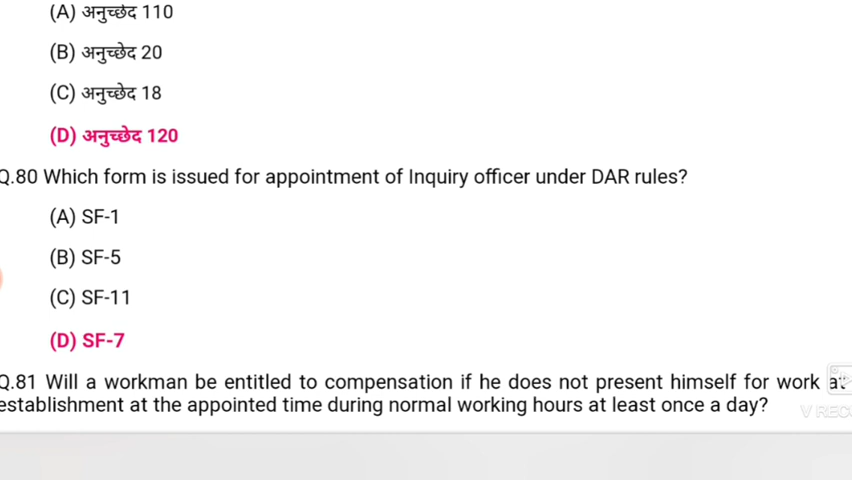 (A) अनुच्छेद 110
(B) अनुच्छेद 20
(C) अनुच्छेद 18
(D) अनुच्छेद 120
Q.80 Which form is issued for appointment of Inquiry officer under DAR rules?
(A) SF-1
(B) SF-5
(C) SF-11
(D) SF-7
Q.81 Will a workman be entitled to compensation if he does not present himself for work at
establishment at the appointed time during normal working hours at least once a day?
V REC